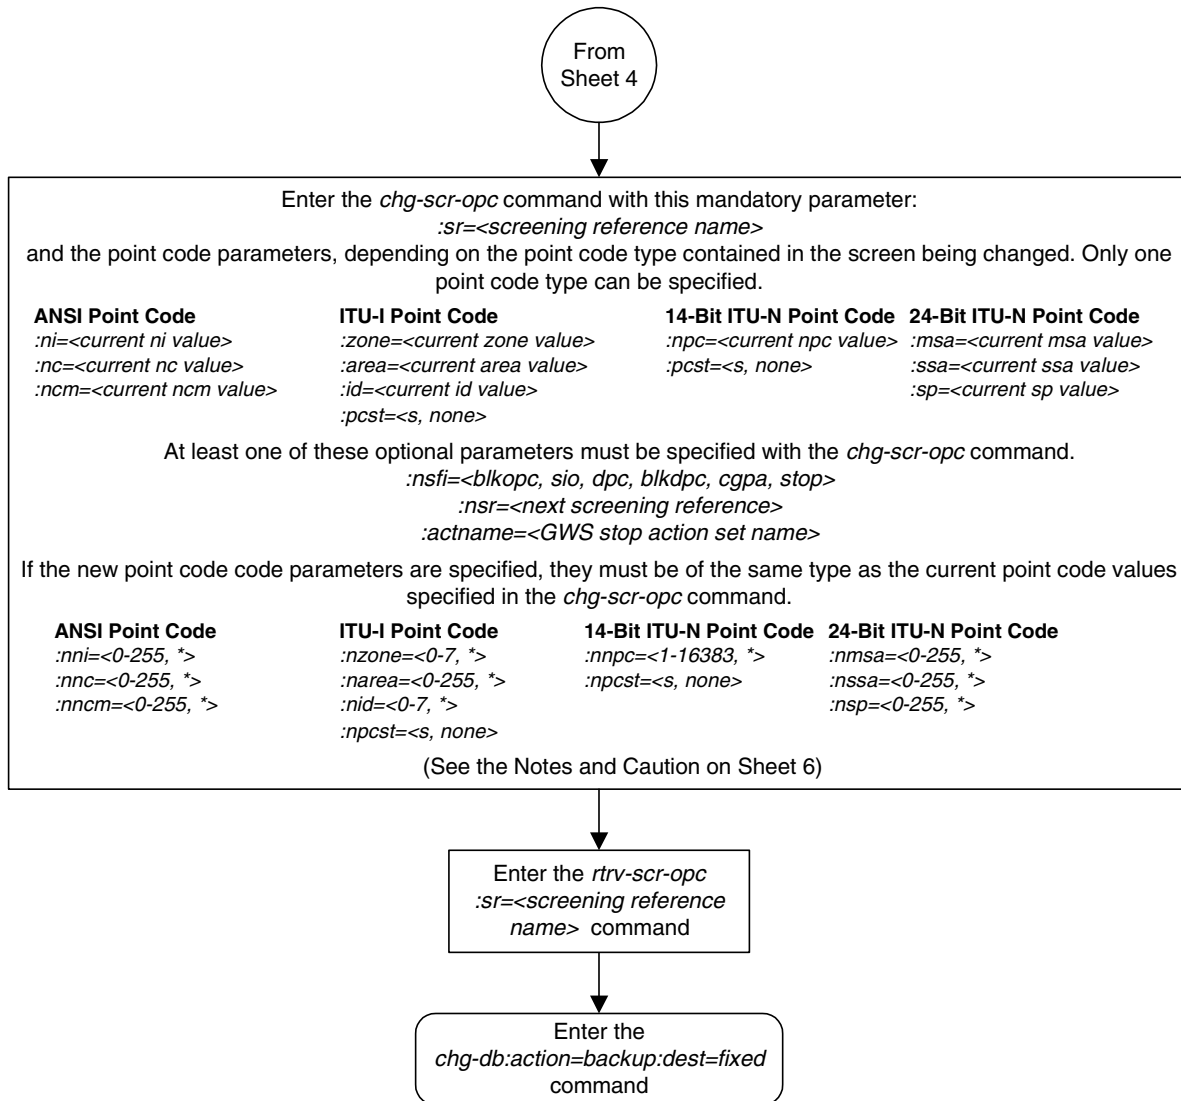 From
Sheet 4
Enter the chg-scr-opc command with this mandatory parameter:
:sr=<screening reference name>
and the point code parameters, depending on the point code type contained in the screen being changed. Only one
point code type can be specified.
ANSI Point Code
:ni=<current ni value>
:nc=<current nc value>
:ncm=<current ncm value>
ITU-I Point Code
:zone=<current zone value>
:area=<current area value>
:id=<current id value>
:pcst=<s, none>
14-Bit ITU-N Point Code
:npc=<current npc value>
:pcst=<s, none>
24-Bit ITU-N Point Code
:msa=<current msa value>
:ssa=<current ssa value>
:sp=<current sp value>
At least one of these optional parameters must be specified with the chg-scr-opc command.
:nsfi=<blkopc, sio, dpc, blkdpc, cgpa, stop>
:nsr=<next screening reference>
:actname=<GWS stop action set name>
If the new point code code parameters are specified, they must be of the same type as the current point code values
specified in the chg-scr-opc command.
ANSI Point Code
:nni=<0-255, *>
:nnc=<0-255, *>
:nncm=<0-255, *>
ITU-I Point Code
:nzone=<0-7, *>
:narea=<0-255, *>
:nid=<0-7, *>
:npcst=<s, none>
14-Bit ITU-N Point Code
:nnpc=<1-16383, *>
:npcst=<s, none>
24-Bit ITU-N Point Code
:nmsa=<0-255, *>
:nssa=<0-255, *>
:nsp=<0-255, *>
(See the Notes and Caution on Sheet 6)
Enter the rtrv-scr-opc
:sr=<screening reference
name> command
Enter the
chg-db:action=backup:dest=fixed
command